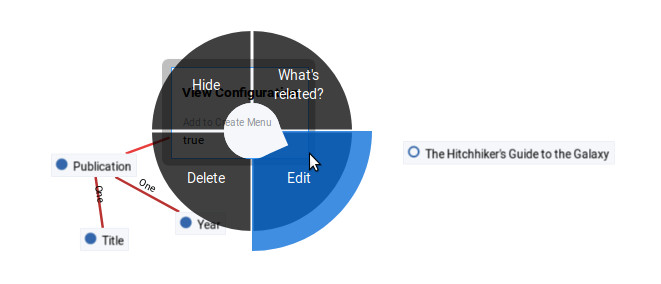 Hide
What's
related?
View Configuration
Add to Create Menu
true
Delete
Edit
Publication
One
One
Title
Year
The Hitchhiker's Guide to the Galaxy